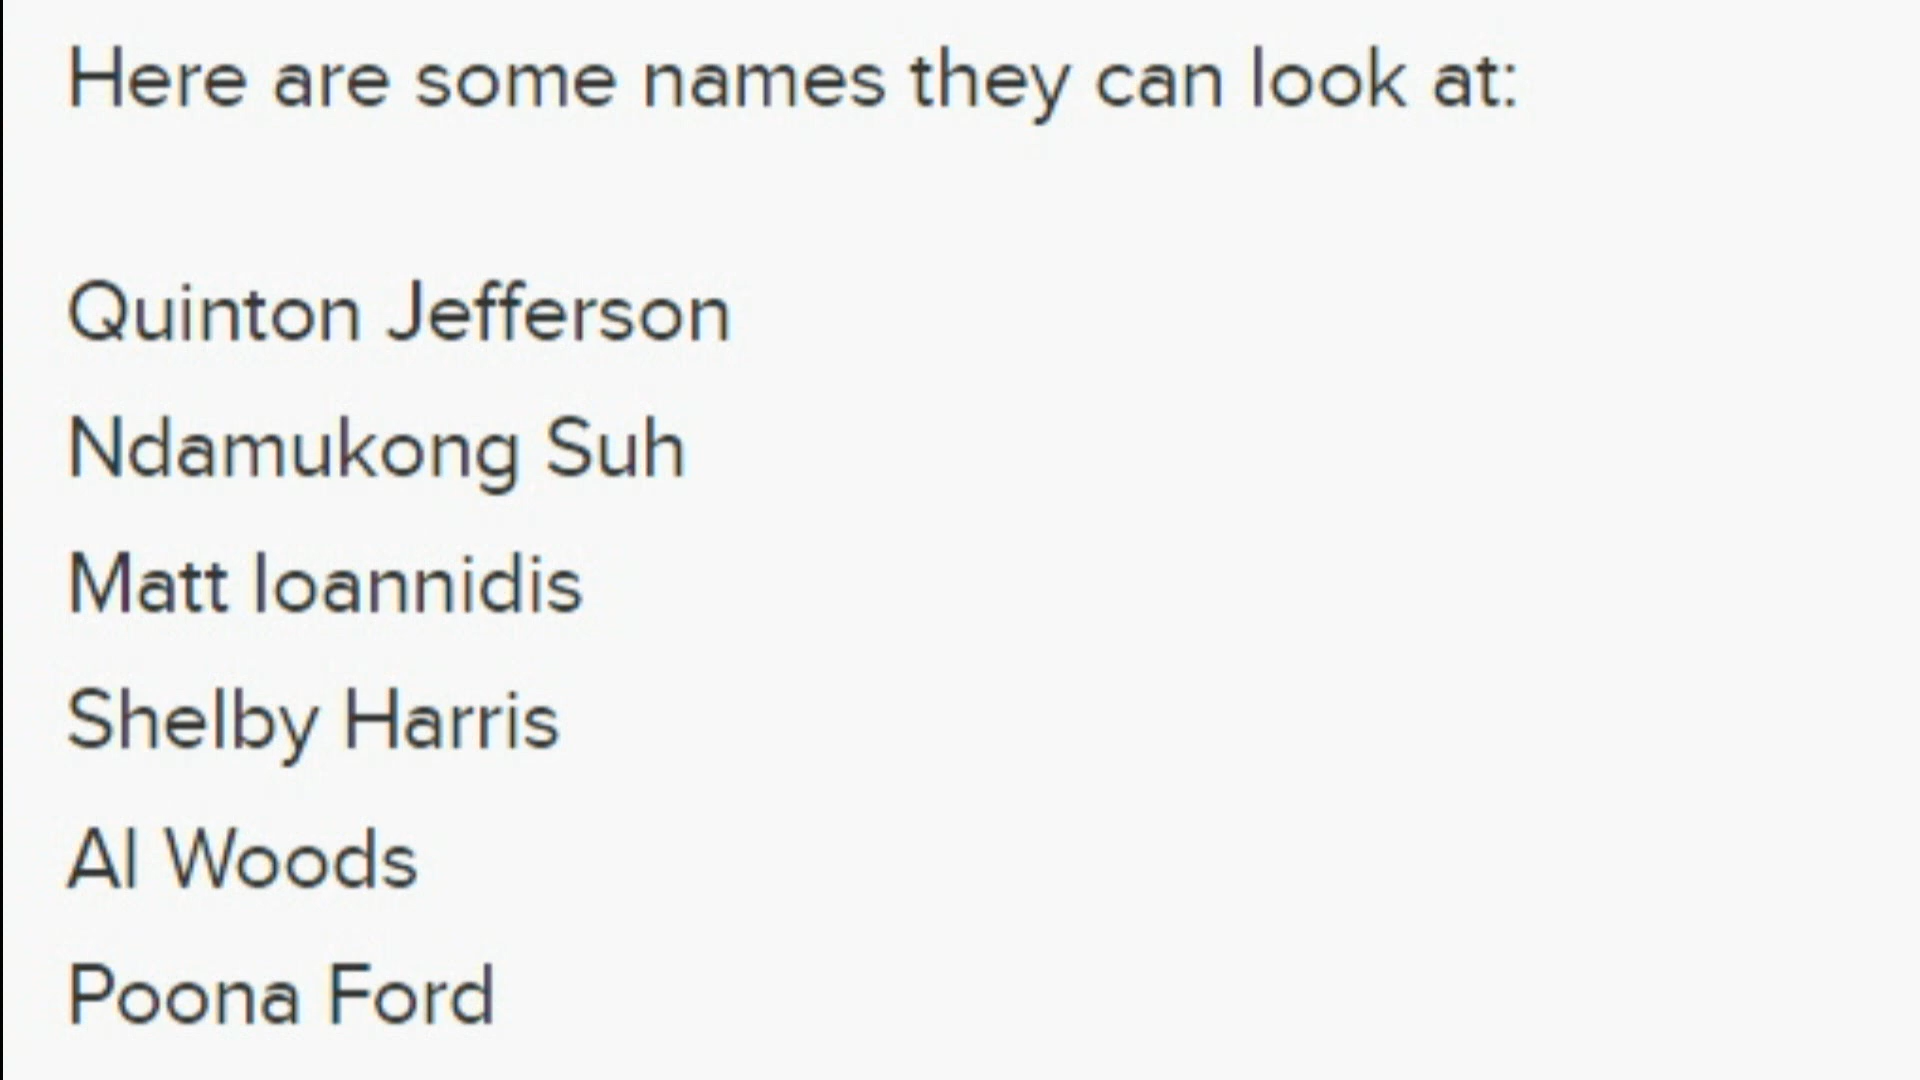 Here are some names they can look at:
Quinton Jefferson
Ndamukong Suh
Matt Ioannidis
Shelby Harris
Al Woods
Poona Ford